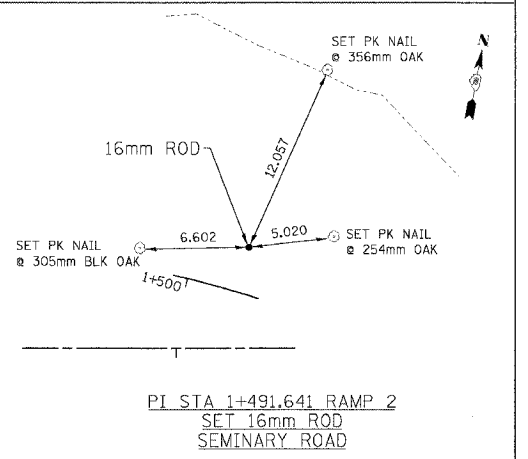 SET PK NAIL
@ 356mm OAK
N
16mm ROD
12.057
6.602
5.020
SET PK NAIL
@ 305mm BLK OAK
SET PK NAIL
@ 254mm OAK
1+500
T
PI STA 1+491.641 RAMP 2
SET 16mm ROD
SEMINARY ROAD